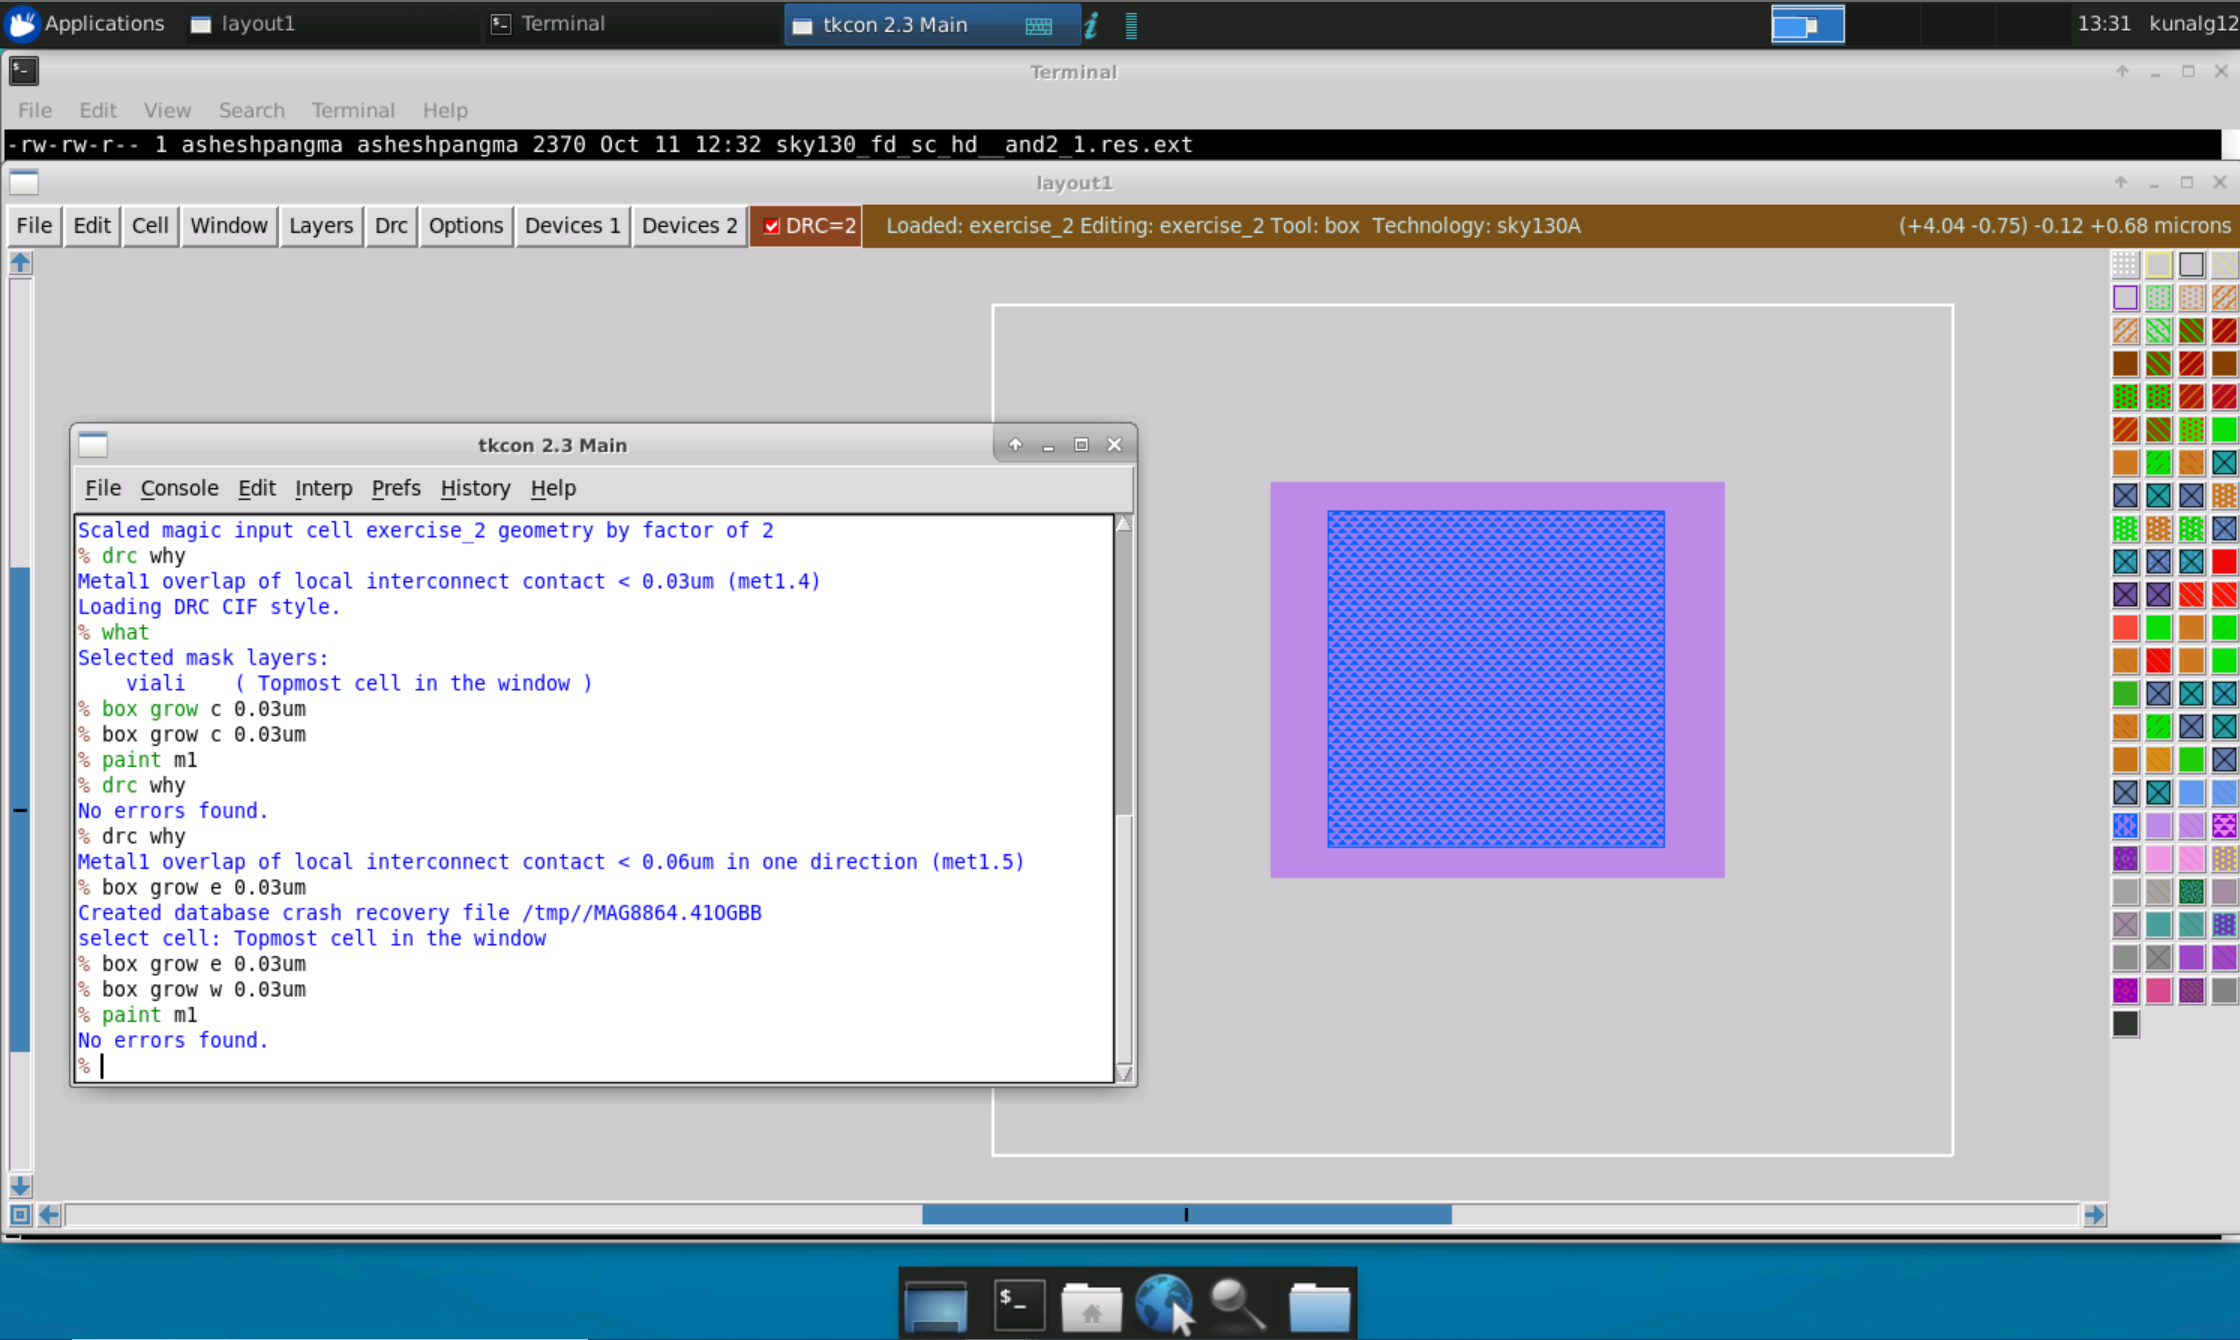 Applications layout1 Terminal tkcon 2.3 Main 13:31 kunalg12
Terminal
File Edit View Search Terminal Help
-rw-rw-r-- 1 asheshpangma asheshpangma 2370 Oct 11 12:32 sky130_fd_sc_hd__and2_1.res.ext
layout1
File Edit Cell Window Layers Drc Options Devices 1 Devices 2 DRC=2 Loaded: exercise_2 Editing: exercise_2 Tool: box Technology: sky130A (+4.04 -0.75) -0.12 +0.68 microns
tkcon 2.3 Main
File Console Edit Interp Prefs History Help
Scaled magic input cell exercise_2 geometry by factor of 2
% drc why
Metal1 overlap of local interconnect contact < 0.03um (met1.4)
Loading DRC CIF style.
% what
Selected mask layers:
viali ( Topmost cell in the window )
% box grow c 0.03um
% box grow c 0.03um
% paint m1
% drc why
No errors found.
% drc why
Metal1 overlap of local interconnect contact < 0.06um in one direction (met1.5)
% box grow e 0.03um
Created database crash recovery file /tmp//MAG8864.41OGBB
select cell: Topmost cell in the window
% box grow e 0.03um
% box grow w 0.03um
% paint m1
No errors found.
%
$_